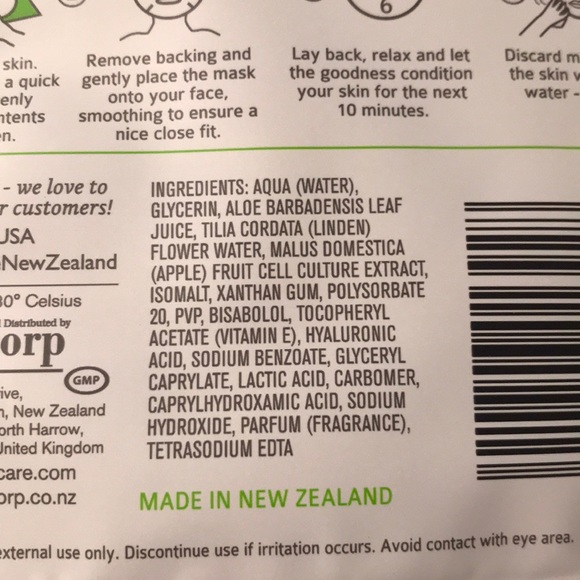 6
skin.
a quick
enly
ntents
n.
Remove backing and
gently place the mask
onto your face,
smoothing to ensure a
nice close fit.
Lay back, relax and let
the goodness condition
your skin for the next
10 minutes.
Discard m
the skin w
water -
- we love to
r customers!
USA
NewZealand
30° Celsius
Distributed by
orp
GMP
ive,
n, New Zealand
orth Harrow,
United Kingdom
care.com
orp.co.nz
INGREDIENTS: AQUA (WATER),
GLYCERIN, ALOE BARBADENSIS LEAF
JUICE, TILIA CORDATA (LINDEN)
FLOWER WATER, MALUS DOMESTICA
(APPLE) FRUIT CELL CULTURE EXTRACT,
ISOMALT, XANTHAN GUM, POLYSORBATE
20, PVP, BISABOLOL, TOCOPHERYL
ACETATE (VITAMIN E), HYALURONIC
ACID, SODIUM BENZOATE, GLYCERYL
CAPRYLATE, LACTIC ACID, CARBOMER,
CAPRYLHYDROXAMIC ACID, SODIUM
HYDROXIDE, PARFUM (FRAGRANCE),
TETRASODIUM EDTA
MADE IN NEW ZEALAND
external use only. Discontinue use if irritation occurs. Avoid contact with eye area.